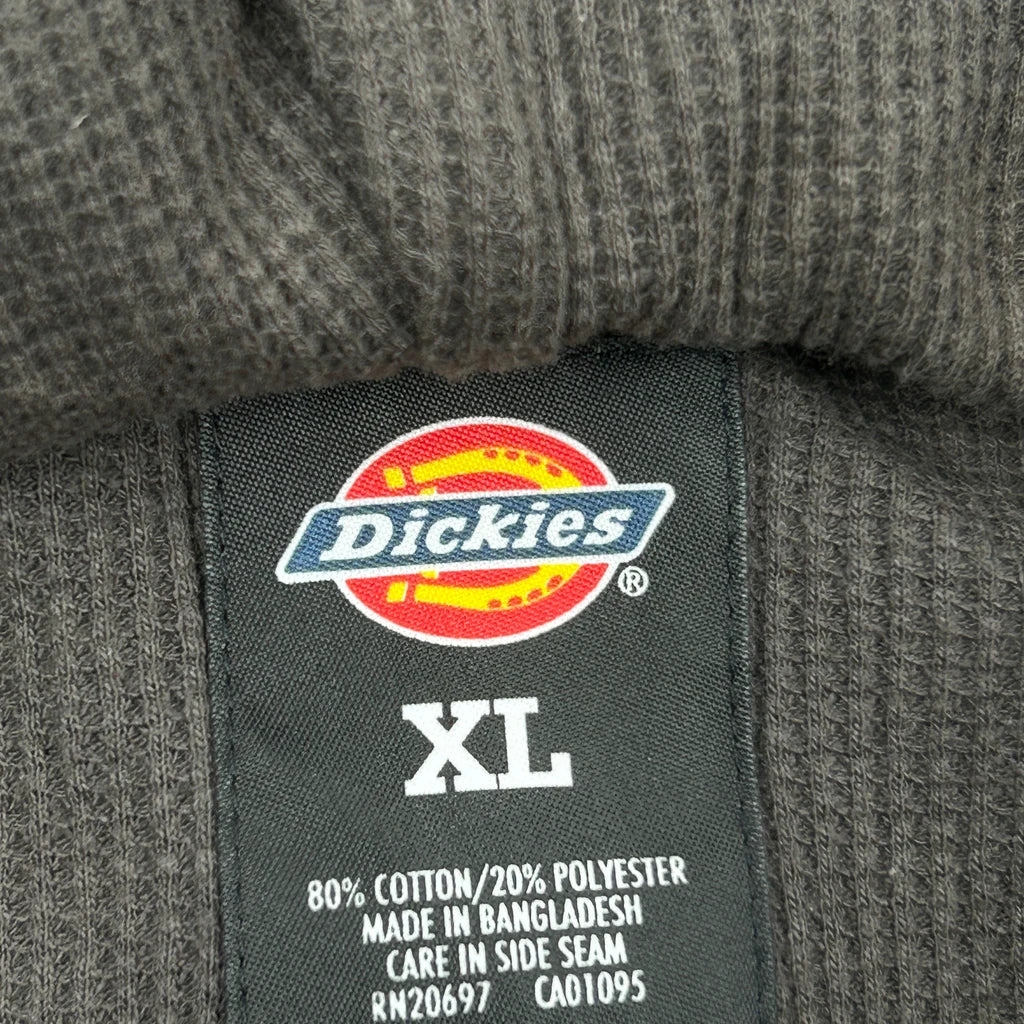 Dickies
®
XL
80% COTTON/20% POLYESTER
MADE IN BANGLADESH
CARE IN SIDE SEAM
RN20697 CA01095